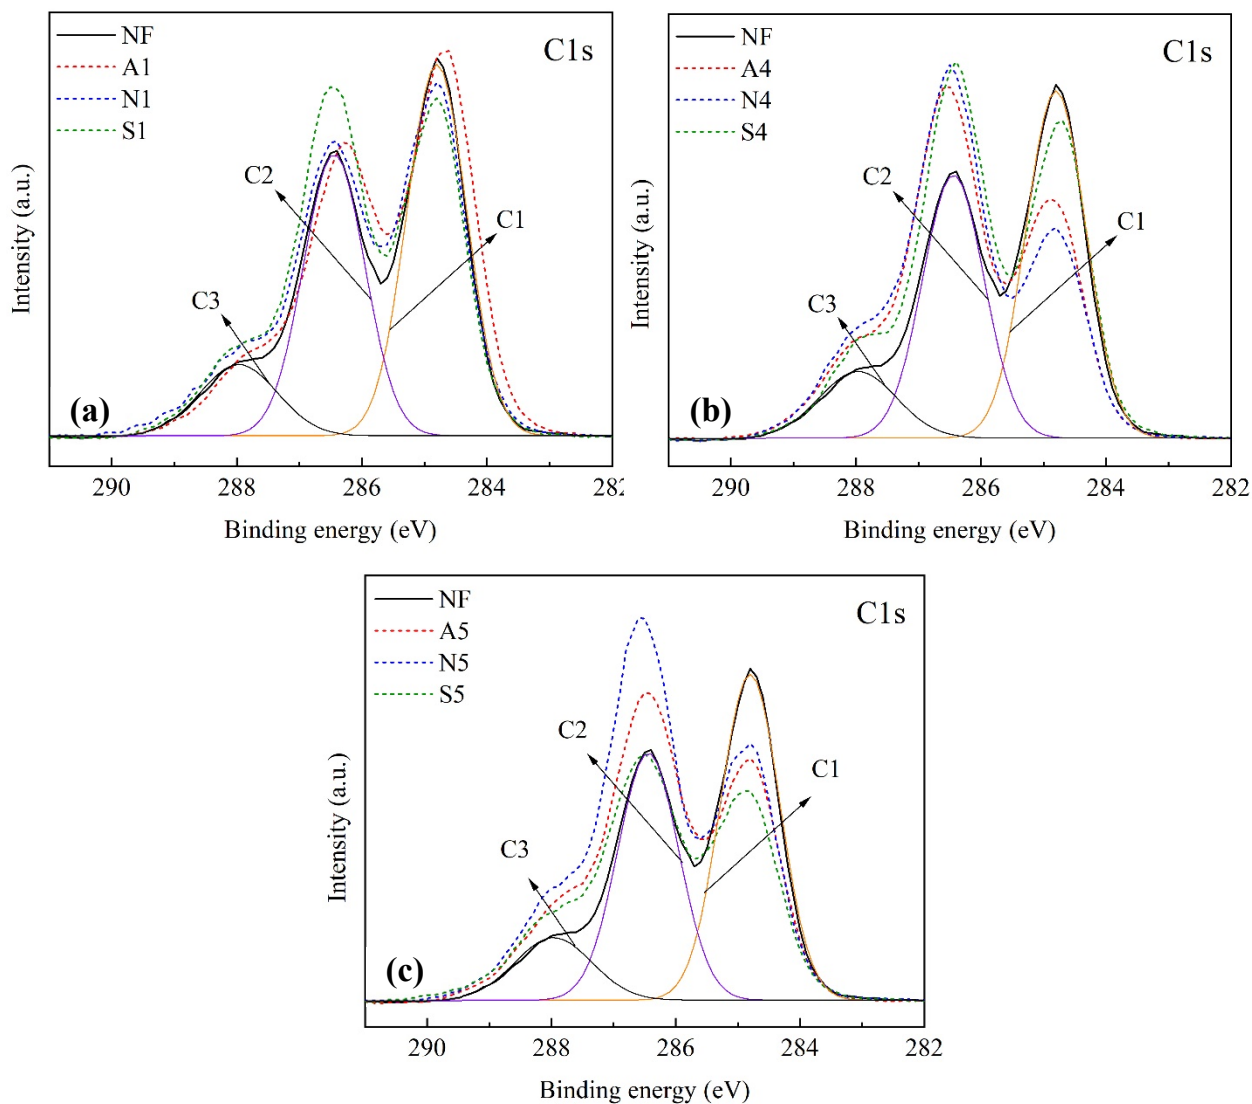 NF
A1
N1
S1
C1s
C2
C1
C3
(a)
Intensity (a.u.)
290 288 286 284 282
Binding energy (eV)
NF
A4
N4
S4
C1s
C2
C1
C3
(b)
Intensity (a.u.)
290 288 286 284 282
Binding energy (eV)
NF
A5
N5
S5
C1s
C2
C1
C3
(c)
Intensity (a.u.)
290 288 286 284 282
Binding energy (eV)